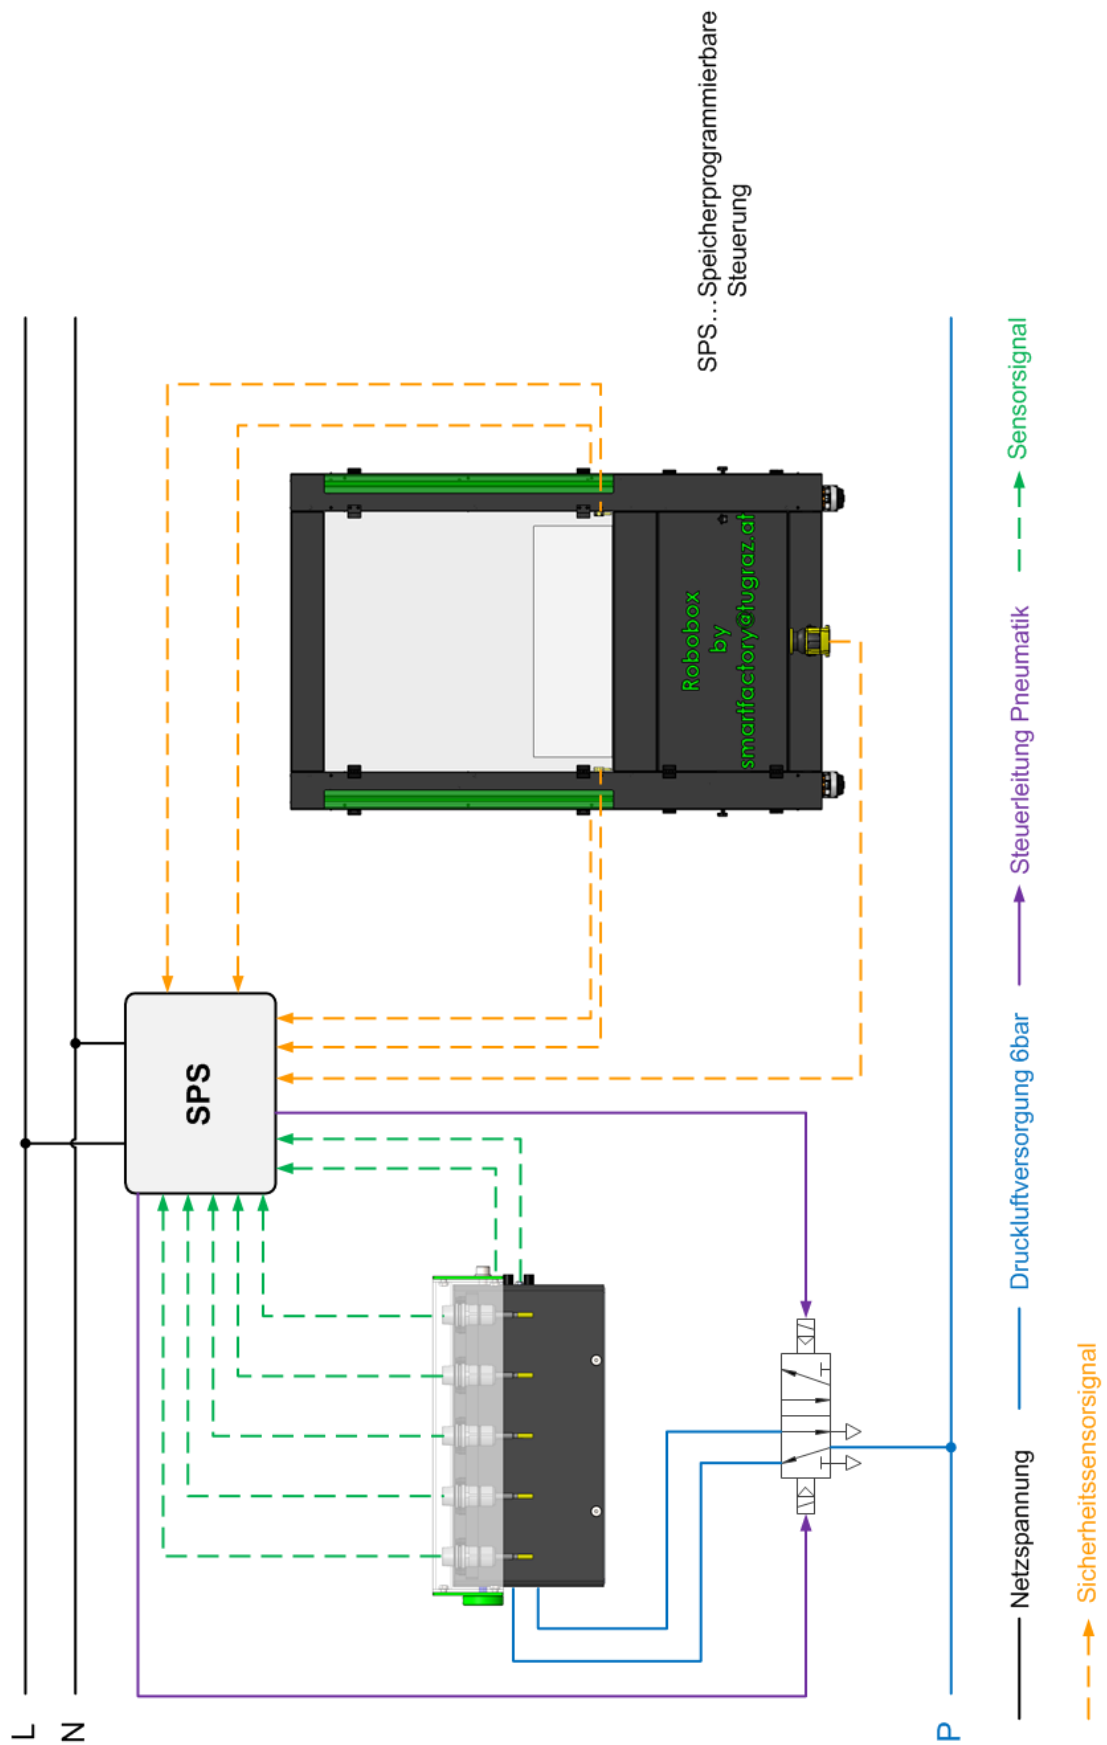 L
N
SPS
Robobox
by
smartfactory@tugraz.at
SPS...Speicherprogrammierbare
Steuerung
P
Netzspannung
Druckluftversorgung 6bar
Steuerleitung Pneumatik
Sensorsignal
Sicherheitssensorsignal